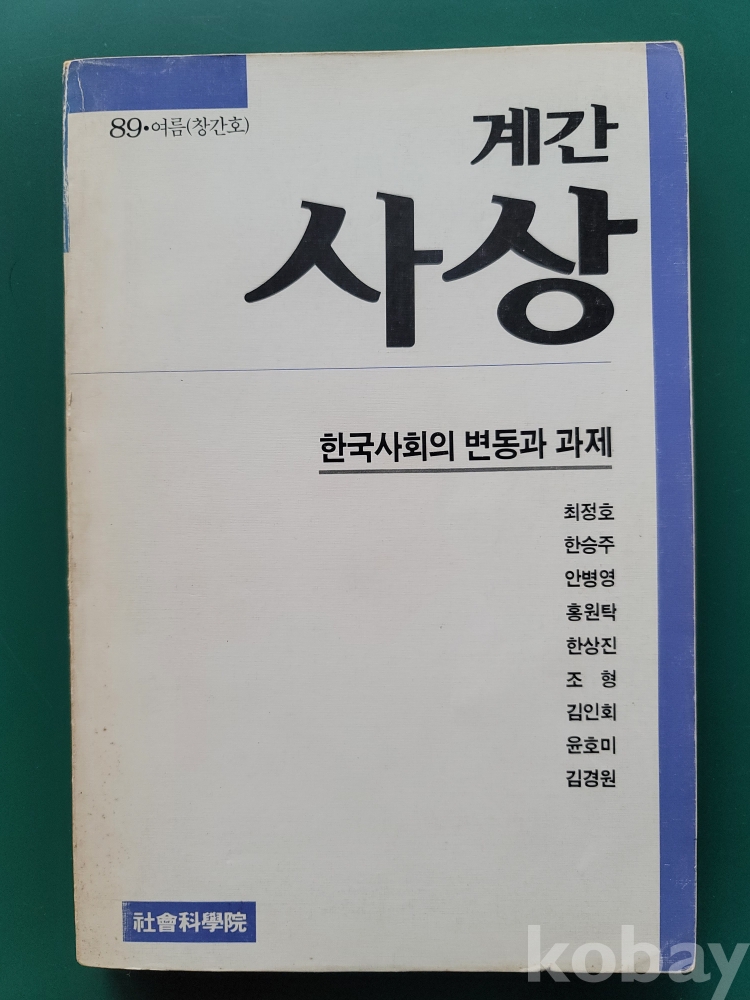 89·여름(창간호)
계간
사상
한국사회의 변동과 과제
최정호
한승주
안병영
홍원탁
한상진
조 형
김인회
윤호미
김경원
社會科學院
kobay